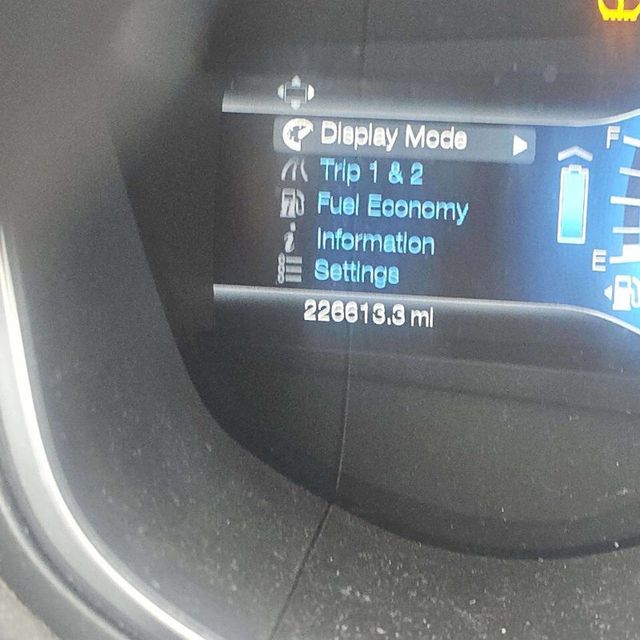 Display Mode
Trip 1 & 2
Fuel Economy
Information
Settings
226613.3 mi
F
E